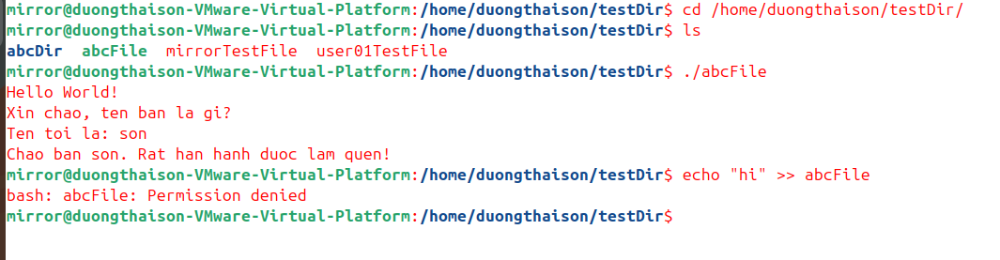 mirror@duongthaison-VMware-Virtual-Platform:/home/duongthaison/testDir$ cd /home/duongthaison/testDir/
mirror@duongthaison-VMware-Virtual-Platform:/home/duongthaison/testDir$ ls
abcDir  abcFile  mirrorTestFile  user01TestFile
mirror@duongthaison-VMware-Virtual-Platform:/home/duongthaison/testDir$ ./abcFile
Hello World!
Xin chao, ten ban la gi?
Ten toi la: son
Chao ban son. Rat han hanh duoc lam quen!
mirror@duongthaison-VMware-Virtual-Platform:/home/duongthaison/testDir$ echo "hi" >> abcFile
bash: abcFile: Permission denied
mirror@duongthaison-VMware-Virtual-Platform:/home/duongthaison/testDir$